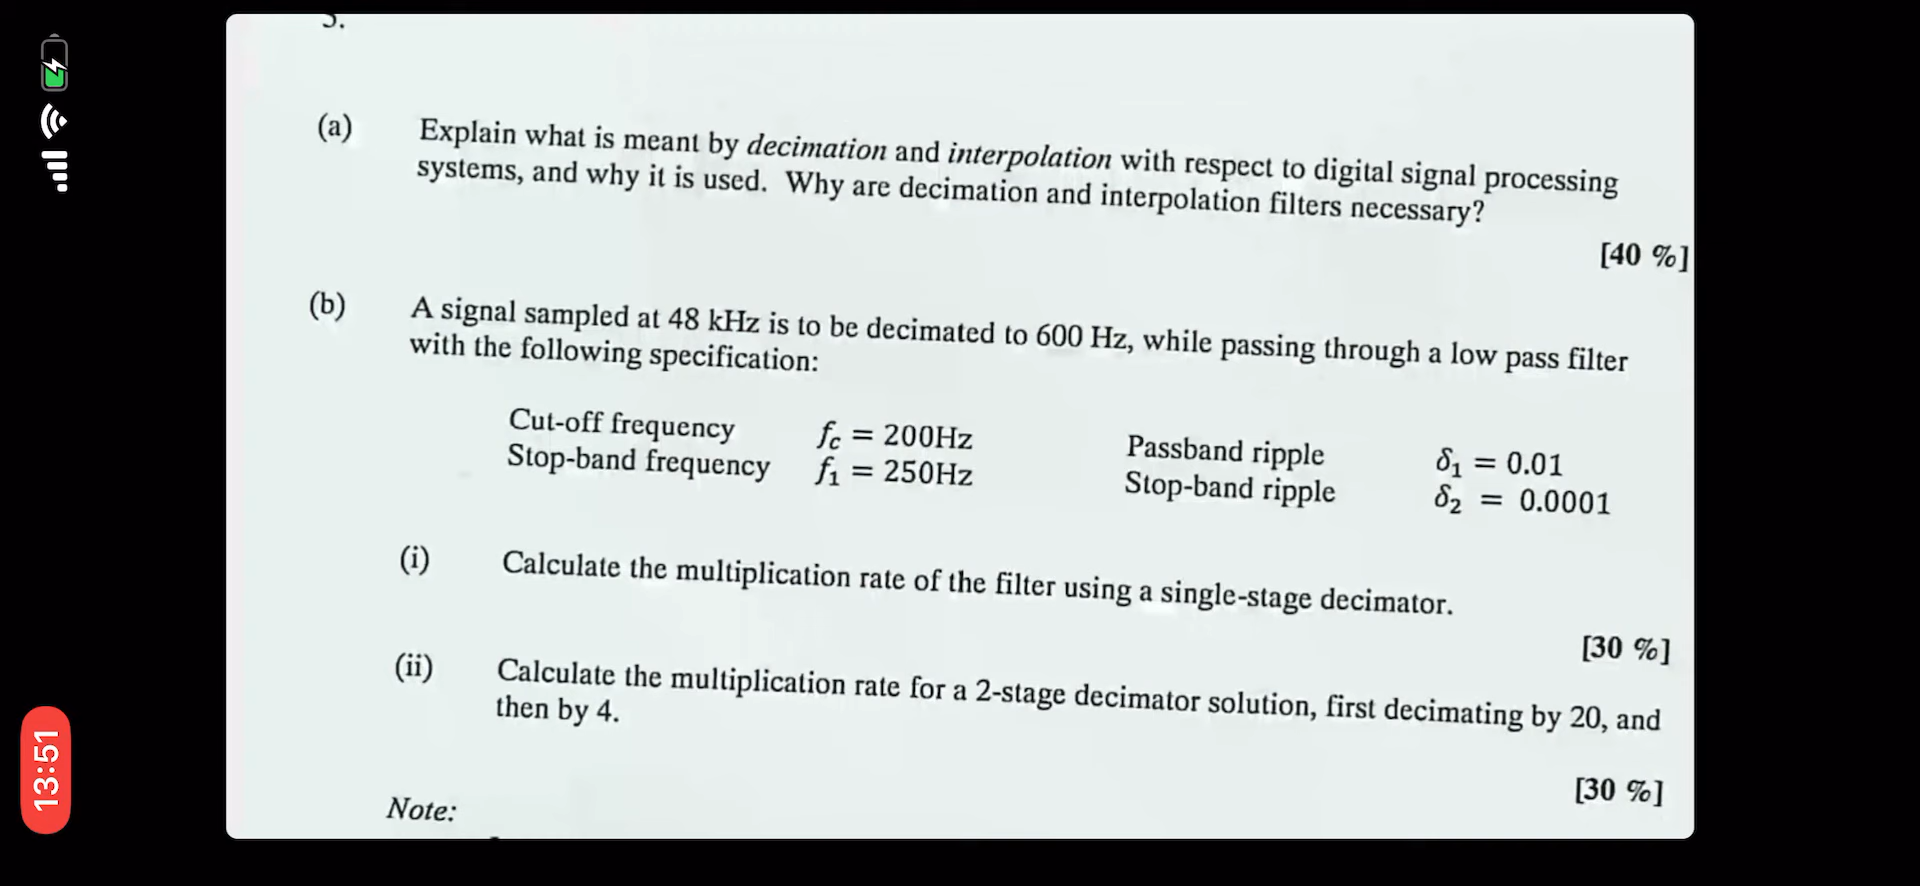 5.
(a) Explain what is meant by decimation and interpolation with respect to digital signal processing
systems, and why it is used. Why are decimation and interpolation filters necessary?
[40 %]
(b) A signal sampled at 48 kHz is to be decimated to 600 Hz, while passing through a low pass filter
with the following specification:
Cut-off frequency f_c = 200Hz Passband ripple δ₁ = 0.01
Stop-band frequency f₁ = 250Hz Stop-band ripple δ₂ = 0.0001
(i) Calculate the multiplication rate of the filter using a single-stage decimator.
[30 %]
(ii) Calculate the multiplication rate for a 2-stage decimator solution, first decimating by 20, and
then by 4.
[30 %]
Note:
13:51